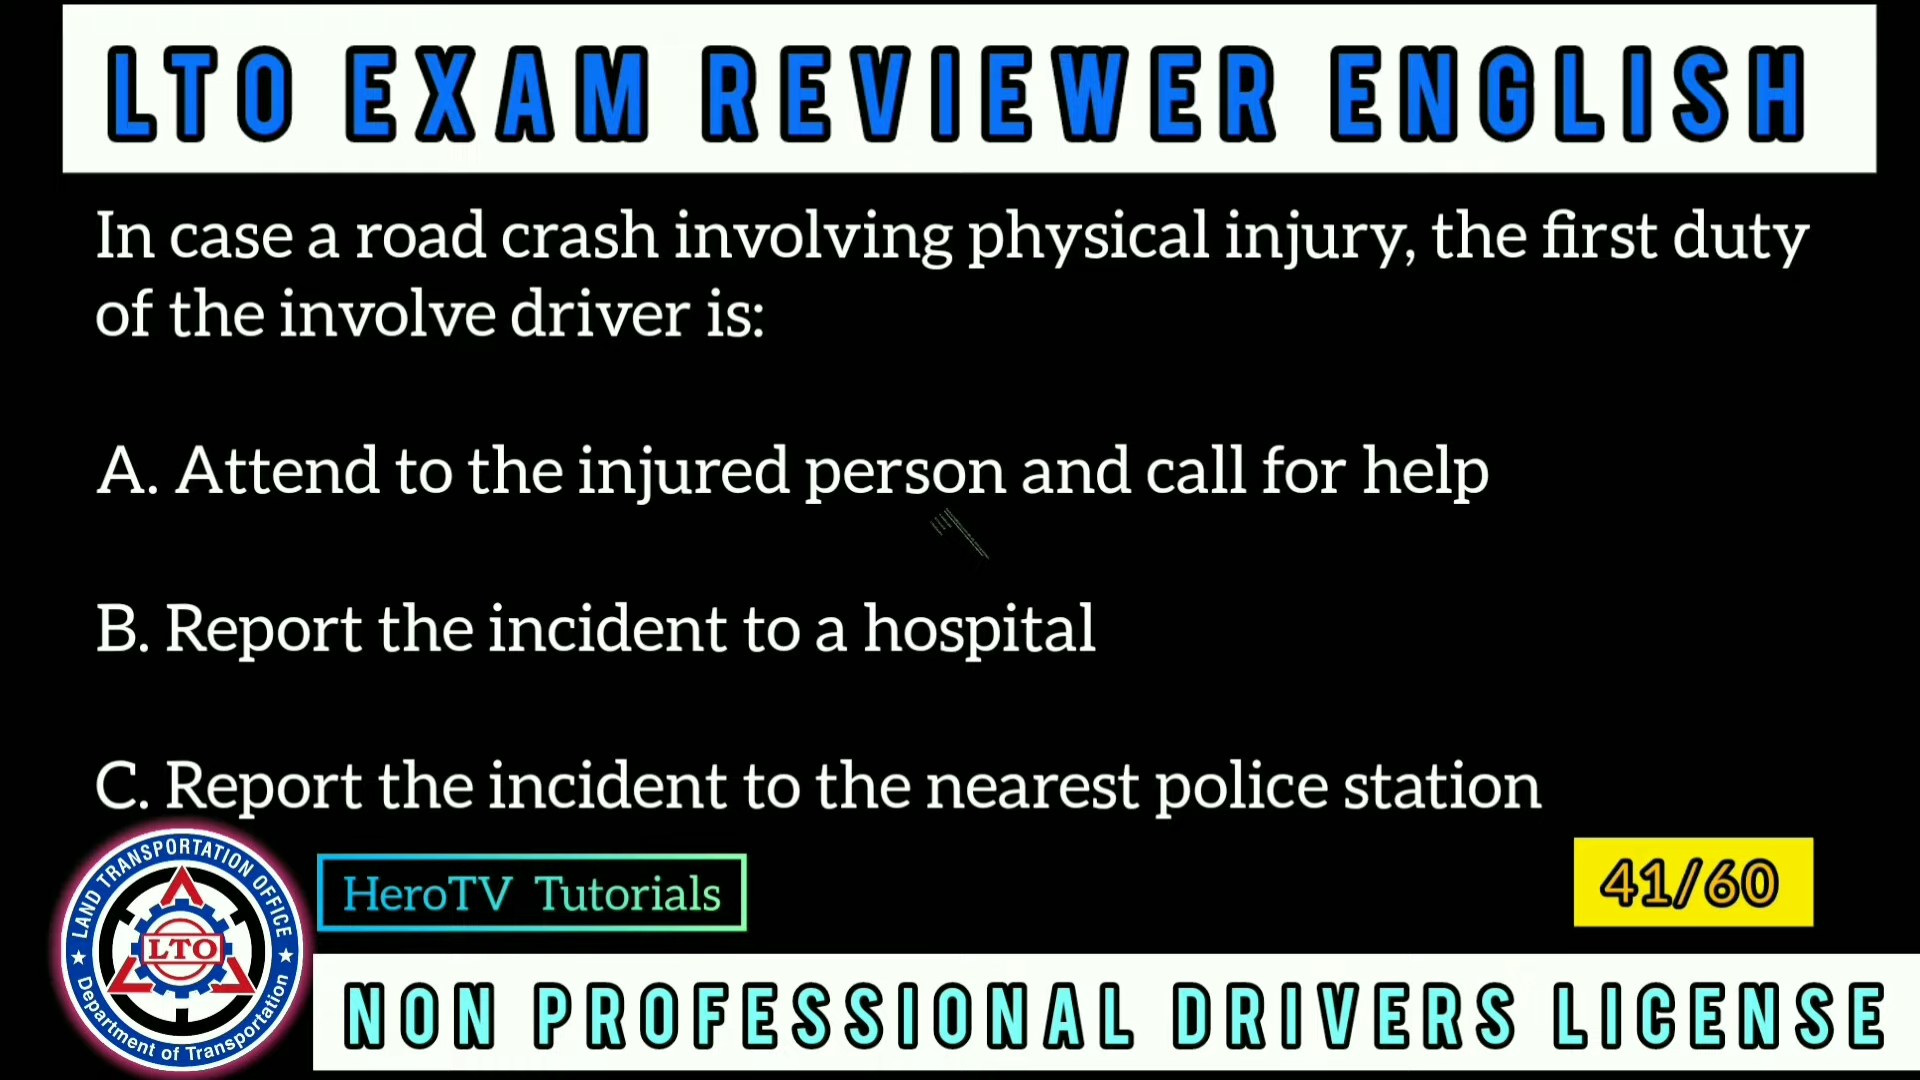 LTO EXAM REVIEWER ENGLISH
In case a road crash involving physical injury, the first duty
of the involve driver is:
A. Attend to the injured person and call for help
B. Report the incident to a hospital
C. Report the incident to the nearest police station
LAND TRANSPORTATION OFFICE
LTO
Department of Transportation
HeroTV Tutorials
41/60
NON PROFESSIONAL DRIVERS LICENSE